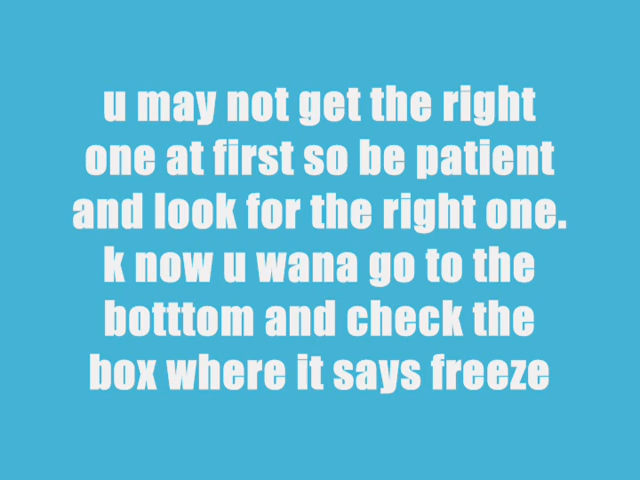 u may not get the right
one at first so be patient
and look for the right one.
k now u wana go to the
botttom and check the
box where it says freeze